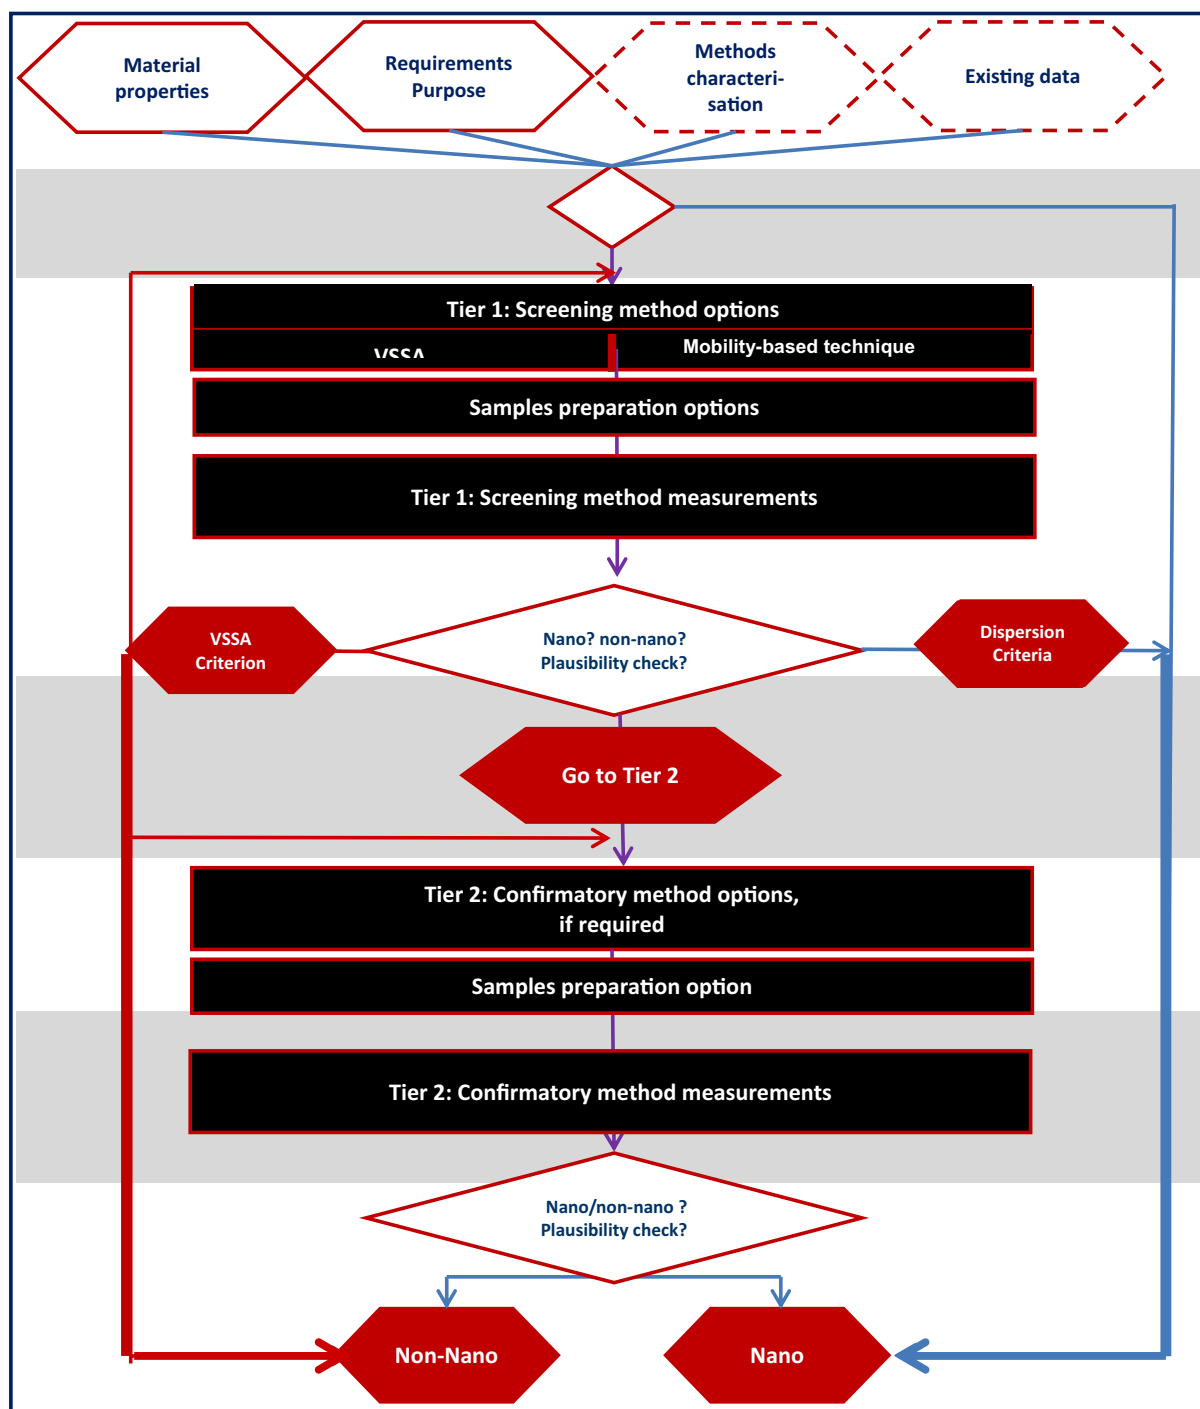 Material
properties
Requirements
Purpose
Methods
characteri-
sation
Existing data
Tier 1: Screening method options
VSSA
Mobility-based technique
Samples preparation options
Tier 1: Screening method measurements
VSSA
Criterion
Nano? non-nano?
Plausibility check?
Dispersion
Criteria
Go to Tier 2
Tier 2: Confirmatory method options,
if required
Samples preparation option
Tier 2: Confirmatory method measurements
Nano/non-nano ?
Plausibility check?
Non-Nano
Nano